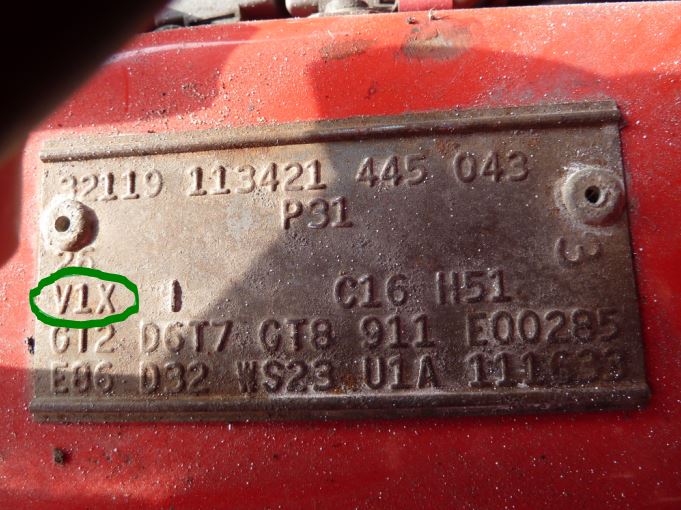 32119 113421 445 043
P31
26 3
V1X 1 C16 H51
GT2 D6T7 GT8 911 E00285
E86 D32 WS23 U1A 111633